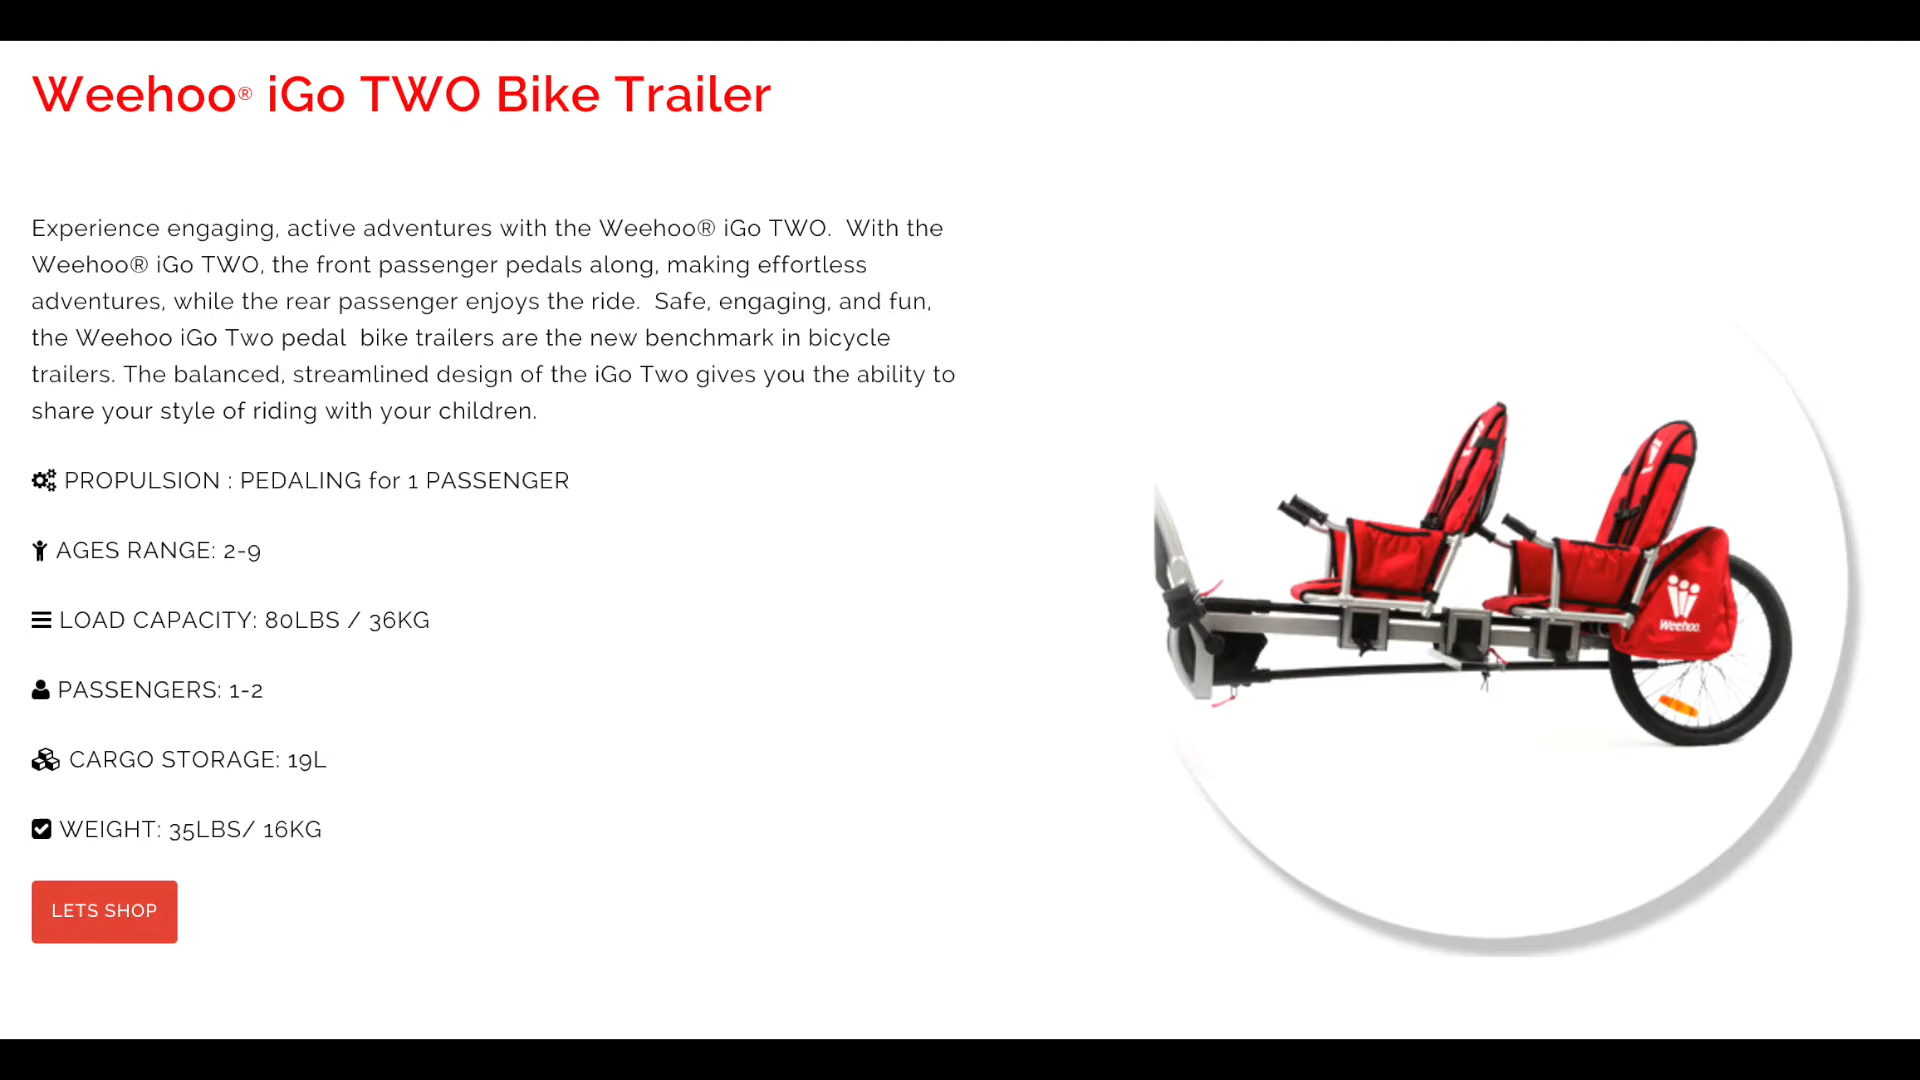 Weehoo® iGo TWO Bike Trailer
Experience engaging, active adventures with the Weehoo® iGo TWO.  With the
Weehoo® iGo TWO, the front passenger pedals along, making effortless
adventures, while the rear passenger enjoys the ride.  Safe, engaging, and fun,
the Weehoo iGo Two pedal  bike trailers are the new benchmark in bicycle
trailers. The balanced, streamlined design of the iGo Two gives you the ability to
share your style of riding with your children.
PROPULSION : PEDALING for 1 PASSENGER
AGES RANGE: 2-9
LOAD CAPACITY: 80LBS / 36KG
PASSENGERS: 1-2
CARGO STORAGE: 19L
WEIGHT: 35LBS/ 16KG
LETS SHOP
Weehoo